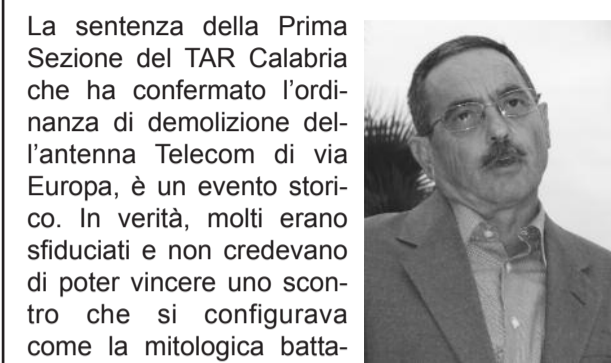 La sentenza della Prima
Sezione del TAR Calabria
che ha confermato l'ordi-
nanza di demolizione del-
l'antenna Telecom di via
Europa, è un evento stori-
co. In verità, molti erano
sfiduciati e non credevano
di poter vincere uno scon-
tro che si configurava
come la mitologica batta-